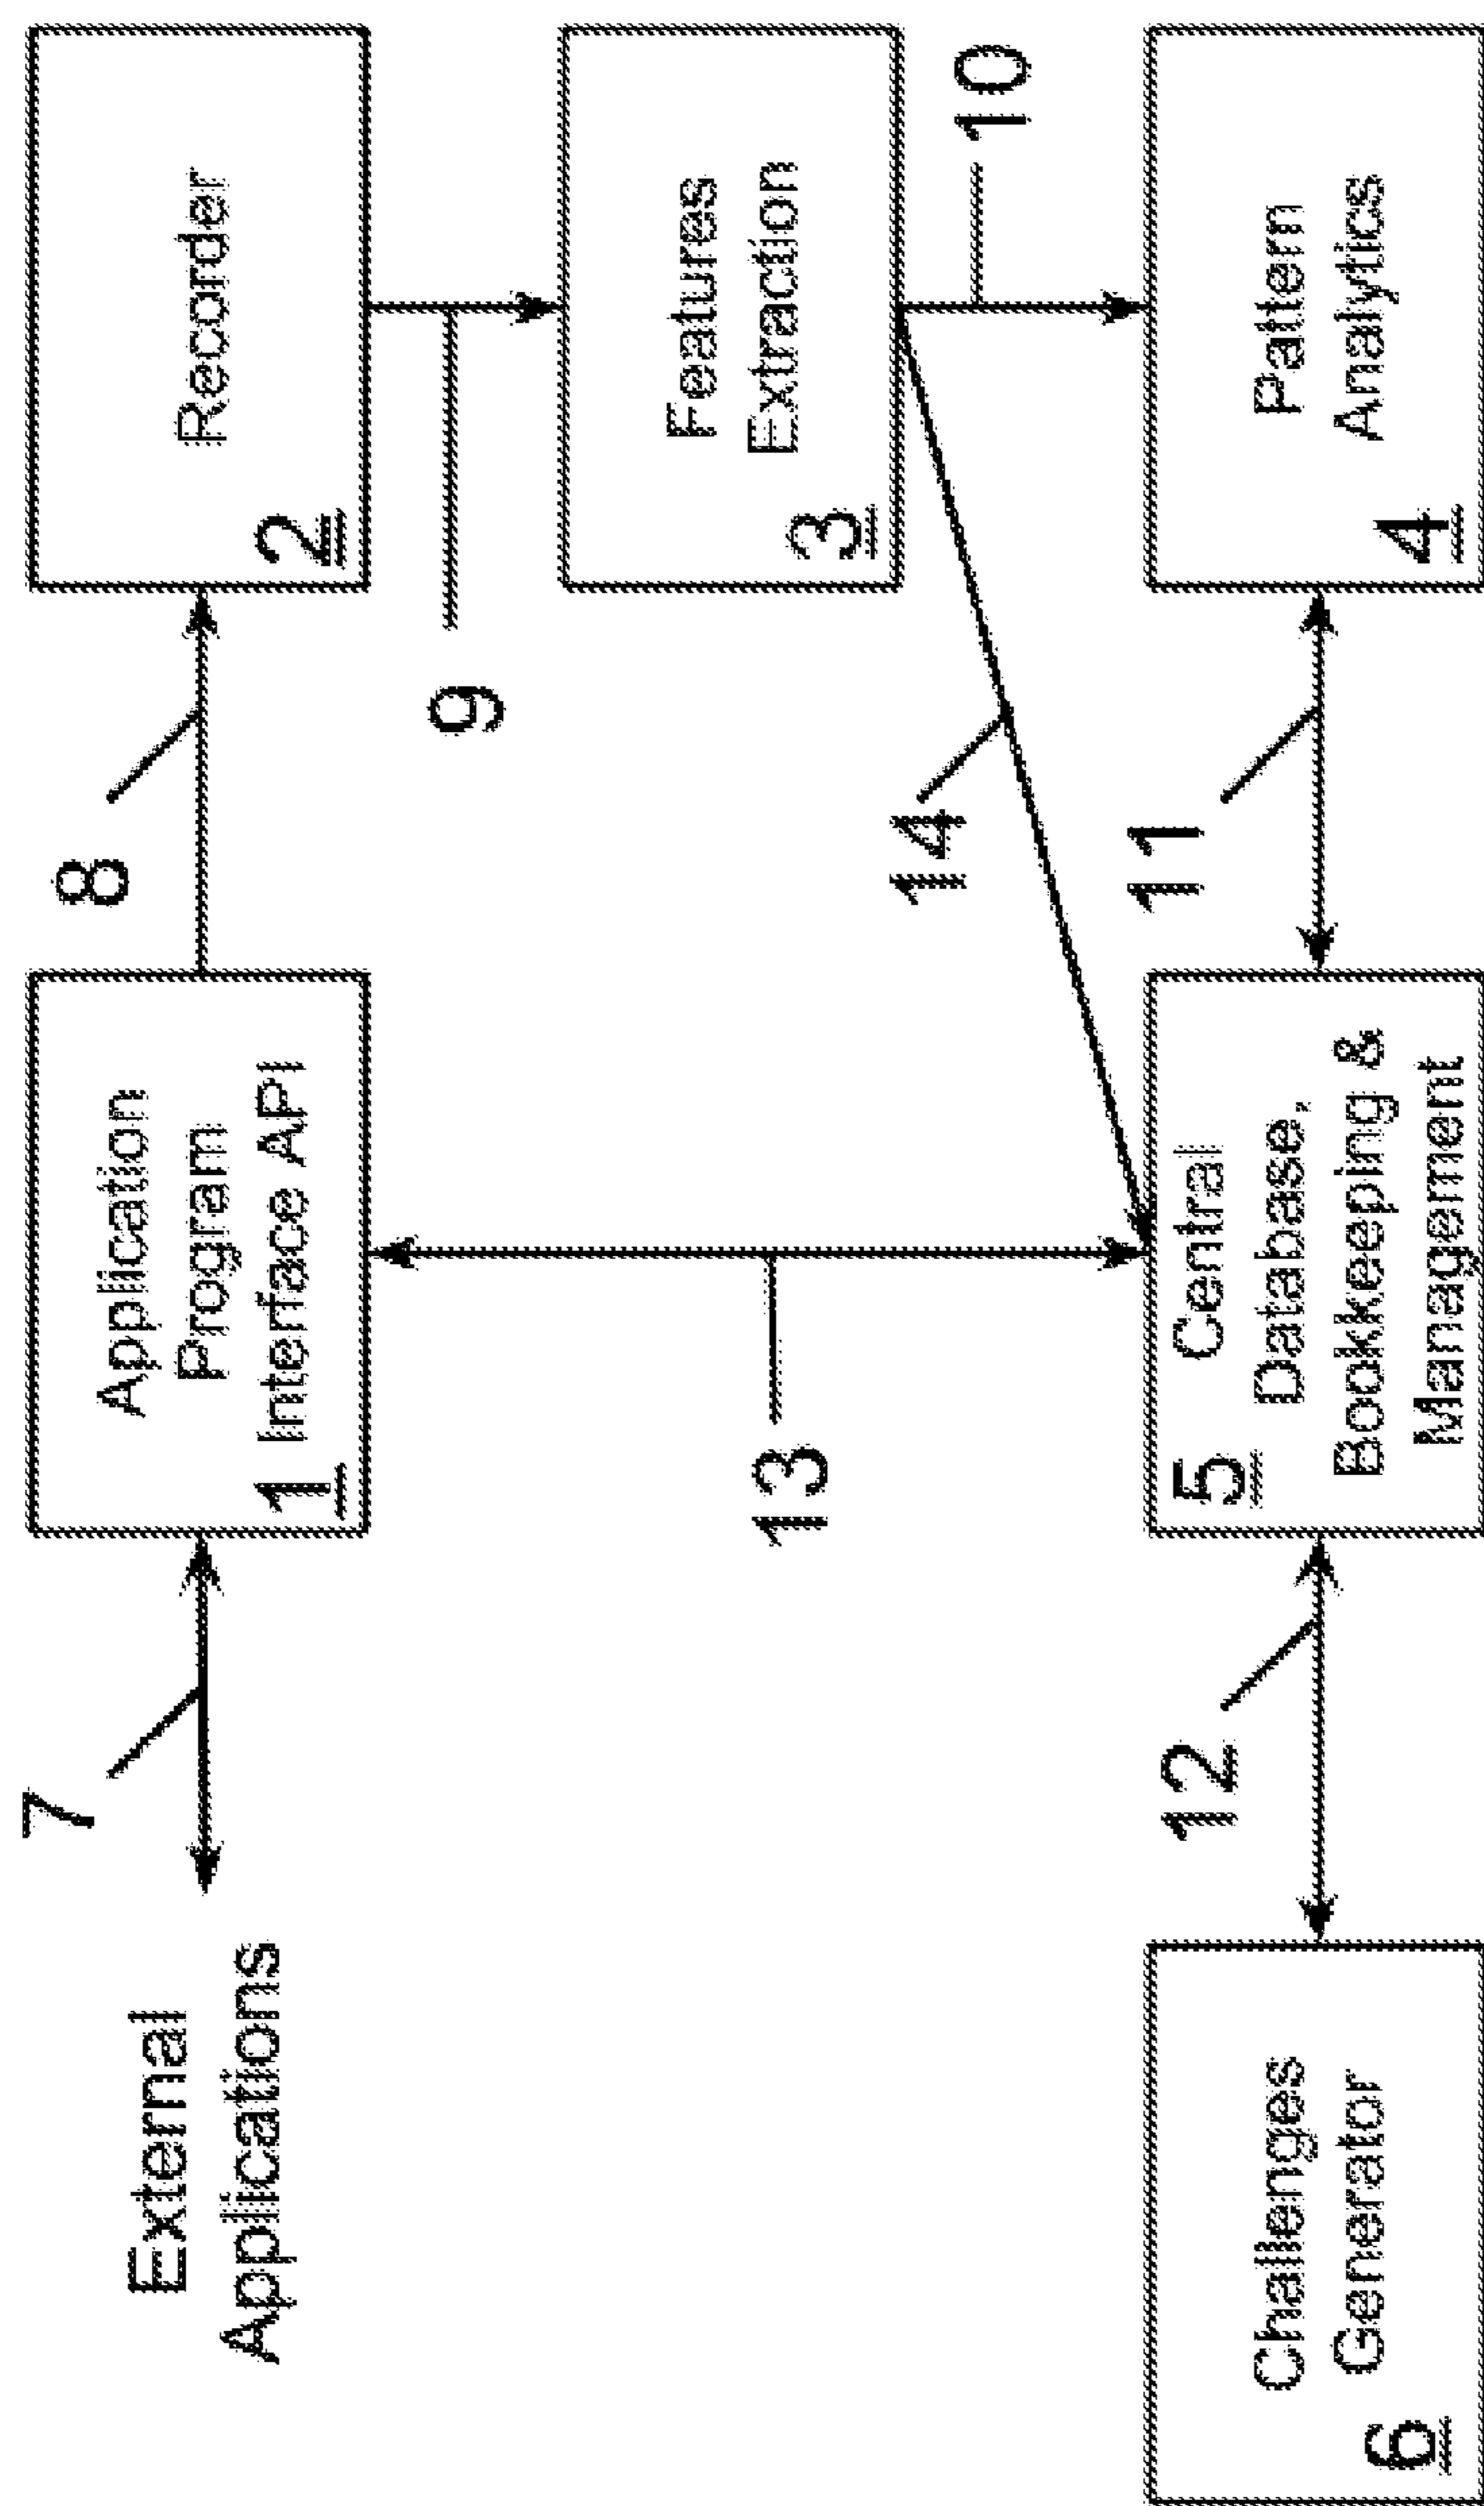 External
Applications
7
Application
Program
Interface API
1
8
Recorder
2
9
Features
Extraction
3
10
13
14
Challenges
Generator
6
12
5
Central
Database,
Bookkeeping &
Management
11
Pattern
Analytics
4